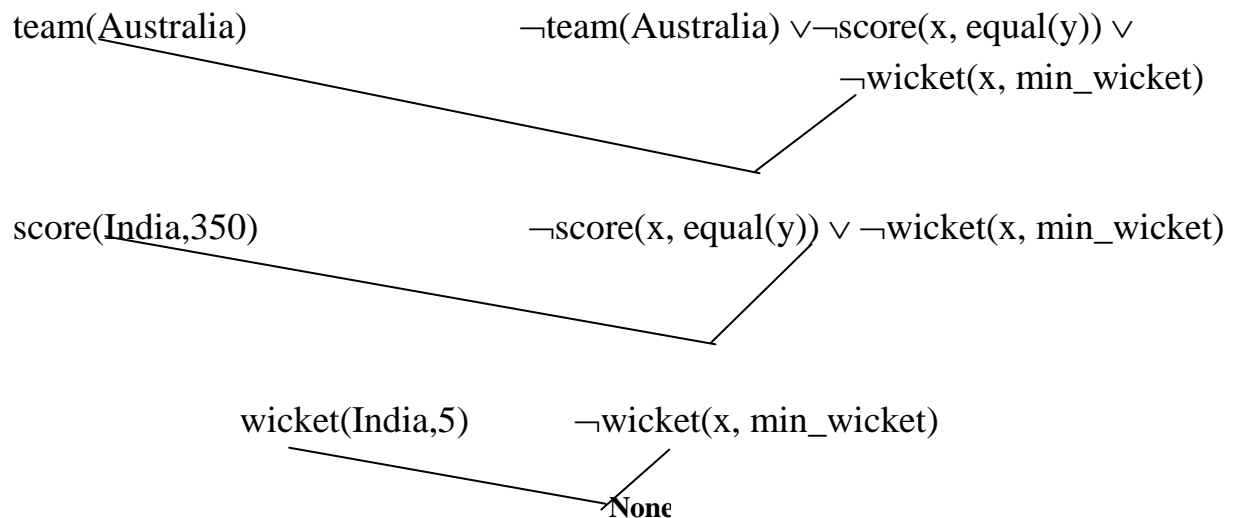 team(Australia) ¬team(Australia) ∨¬score(x, equal(y)) ∨
¬wicket(x, min_wicket)
score(India,350) ¬score(x, equal(y)) ∨ ¬wicket(x, min_wicket)
wicket(India,5) ¬wicket(x, min_wicket)
None